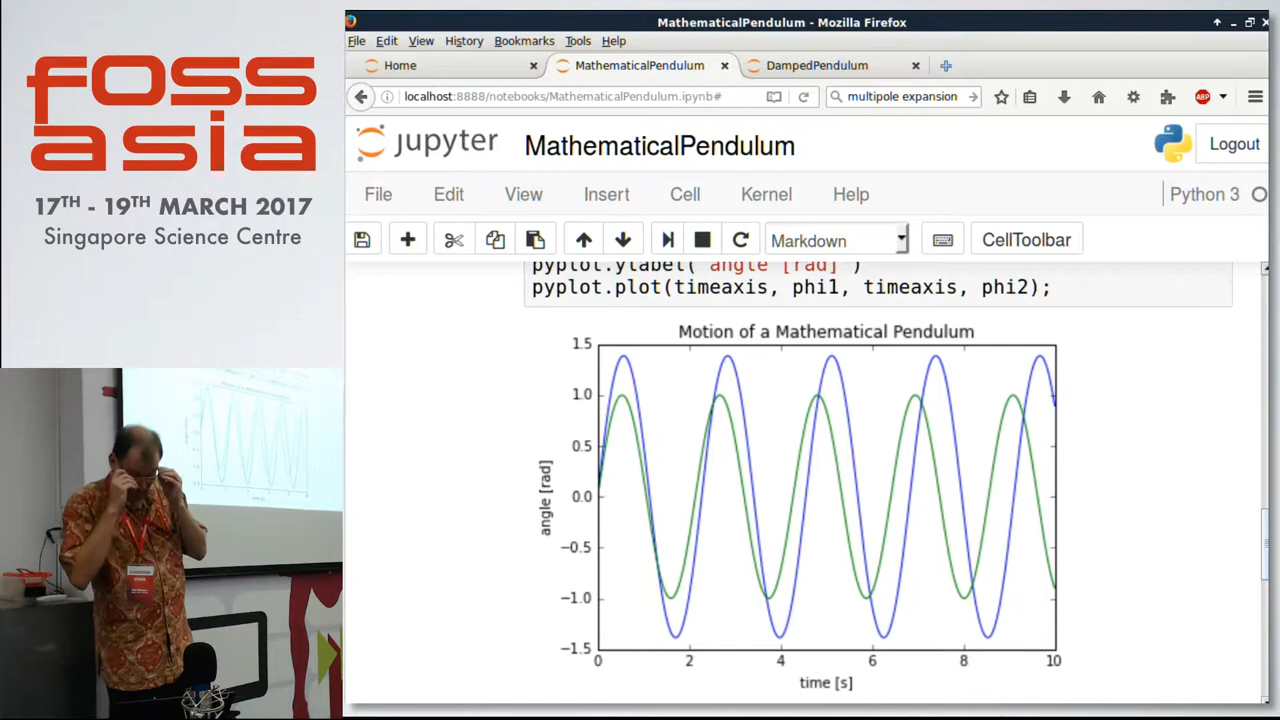 foss
asia
17TH - 19TH MARCH 2017
Singapore Science Centre
MathematicalPendulum - Mozilla Firefox
File Edit View History Bookmarks Tools Help
Home MathematicalPendulum DampedPendulum
localhost:8888/notebooks/MathematicalPendulum.ipynb# multipole expansion ABP
jupyter MathematicalPendulum Logout
File Edit View Insert Cell Kernel Help Python 3
Markdown CellToolbar
pyplot.ylabel("angle [rad]")
pyplot.plot(timeaxis, phi1, timeaxis, phi2);
Motion of a Mathematical Pendulum
1.5
1.0
0.5
0.0
−0.5
−1.0
−1.5
angle [rad]
0 2 4 6 8 10
time [s]